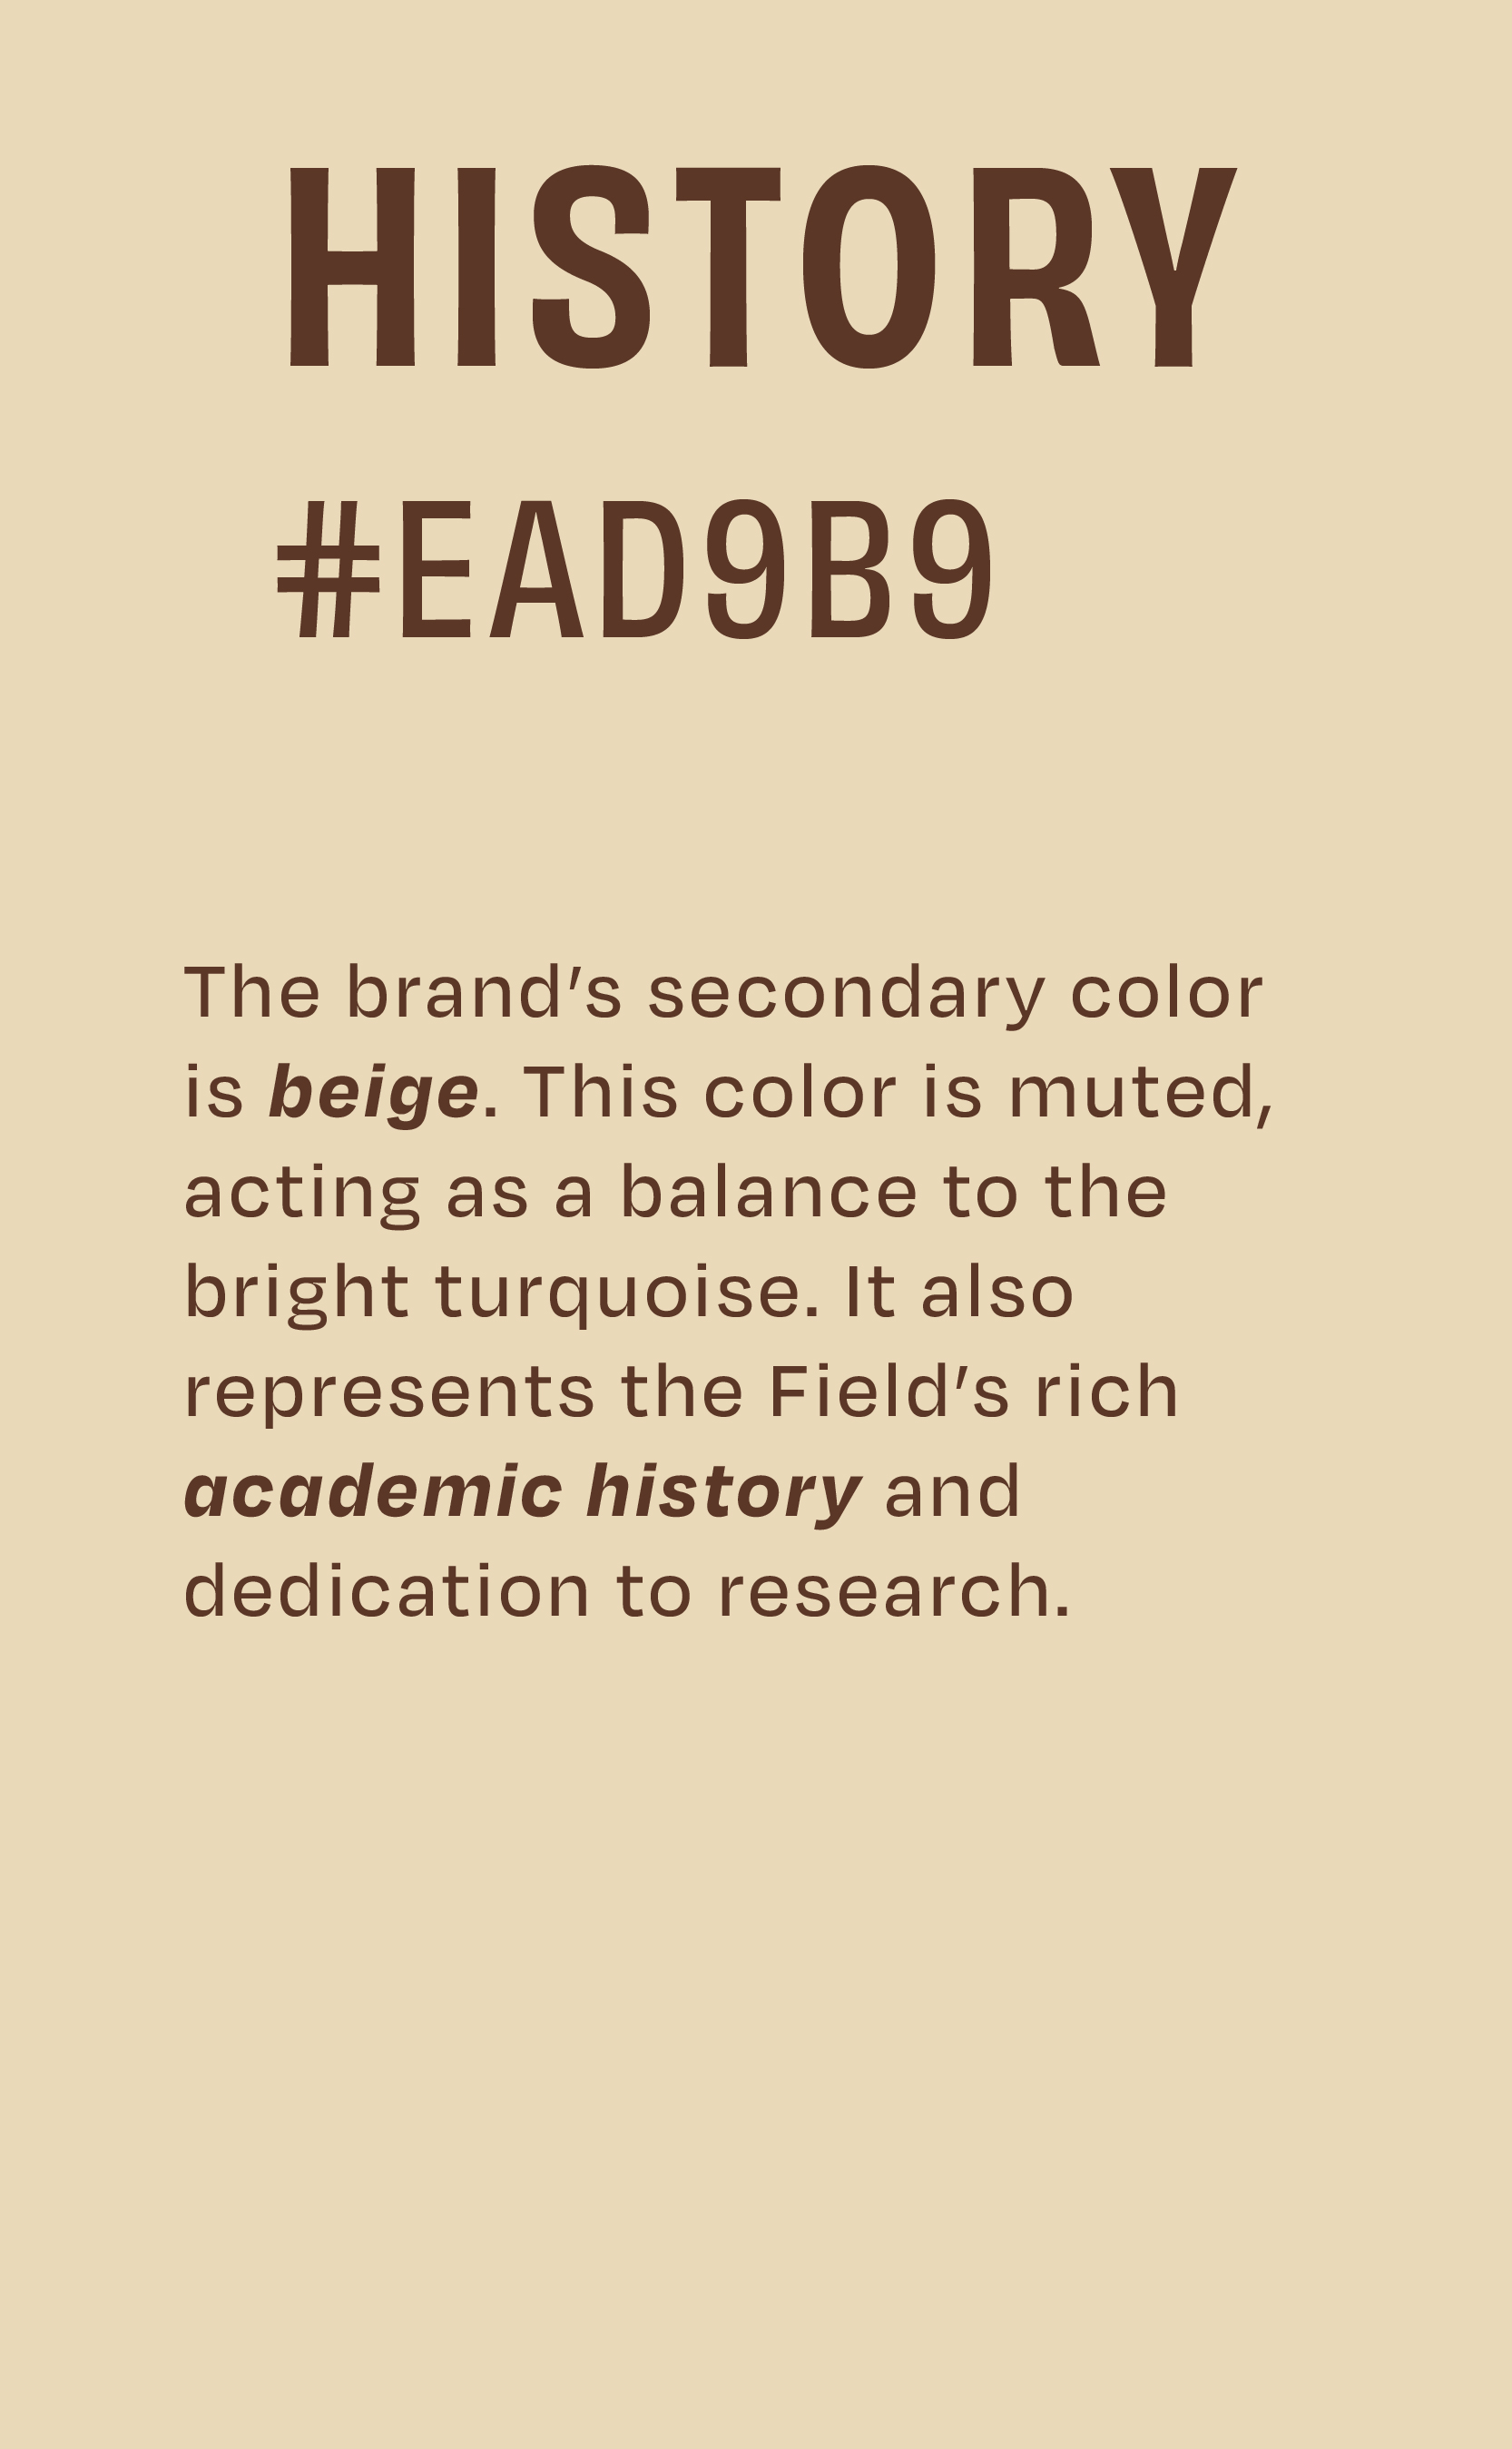 HISTORY
#EAD9B9
The brand’s secondary color
is beige. This color is muted,
acting as a balance to the
bright turquoise. It also
represents the Field’s rich
academic history and
dedication to research.